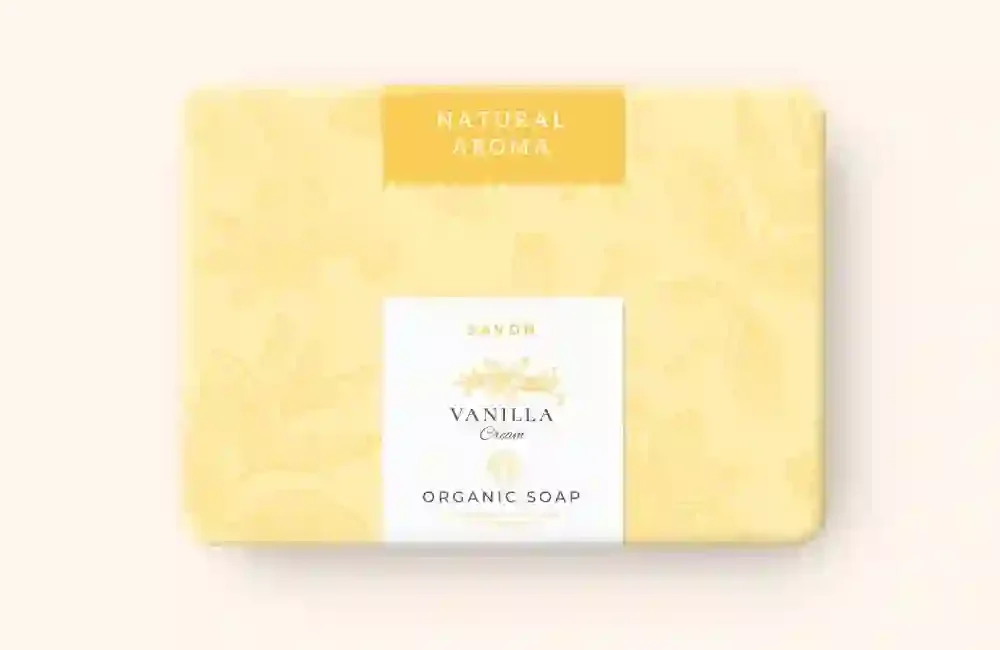 NATURAL
AROMA
SAVON
VANILLA
Cream
ORGANIC SOAP